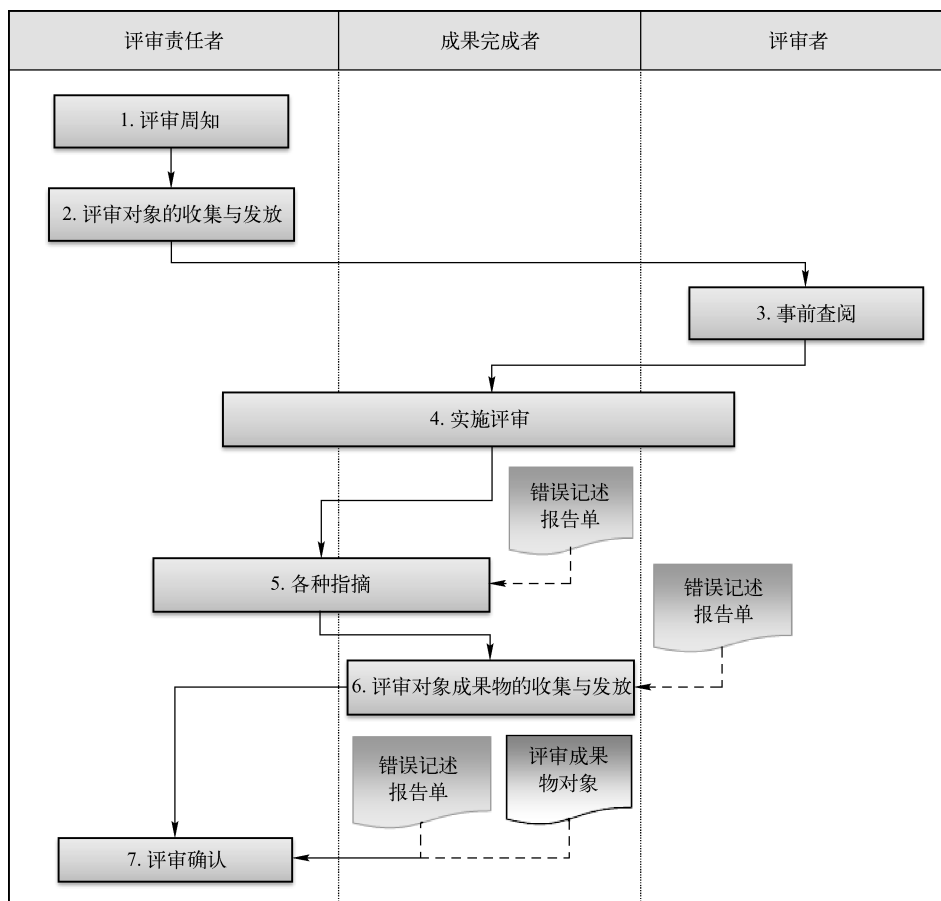 评审责任者
成果完成者
评审者
1. 评审周知
2. 评审对象的收集与发放
3. 事前查阅
4. 实施评审
错误记述
报告单
5. 各种指摘
错误记述
报告单
6. 评审对象成果物的收集与发放
错误记述
报告单
评审成果
物对象
7. 评审确认